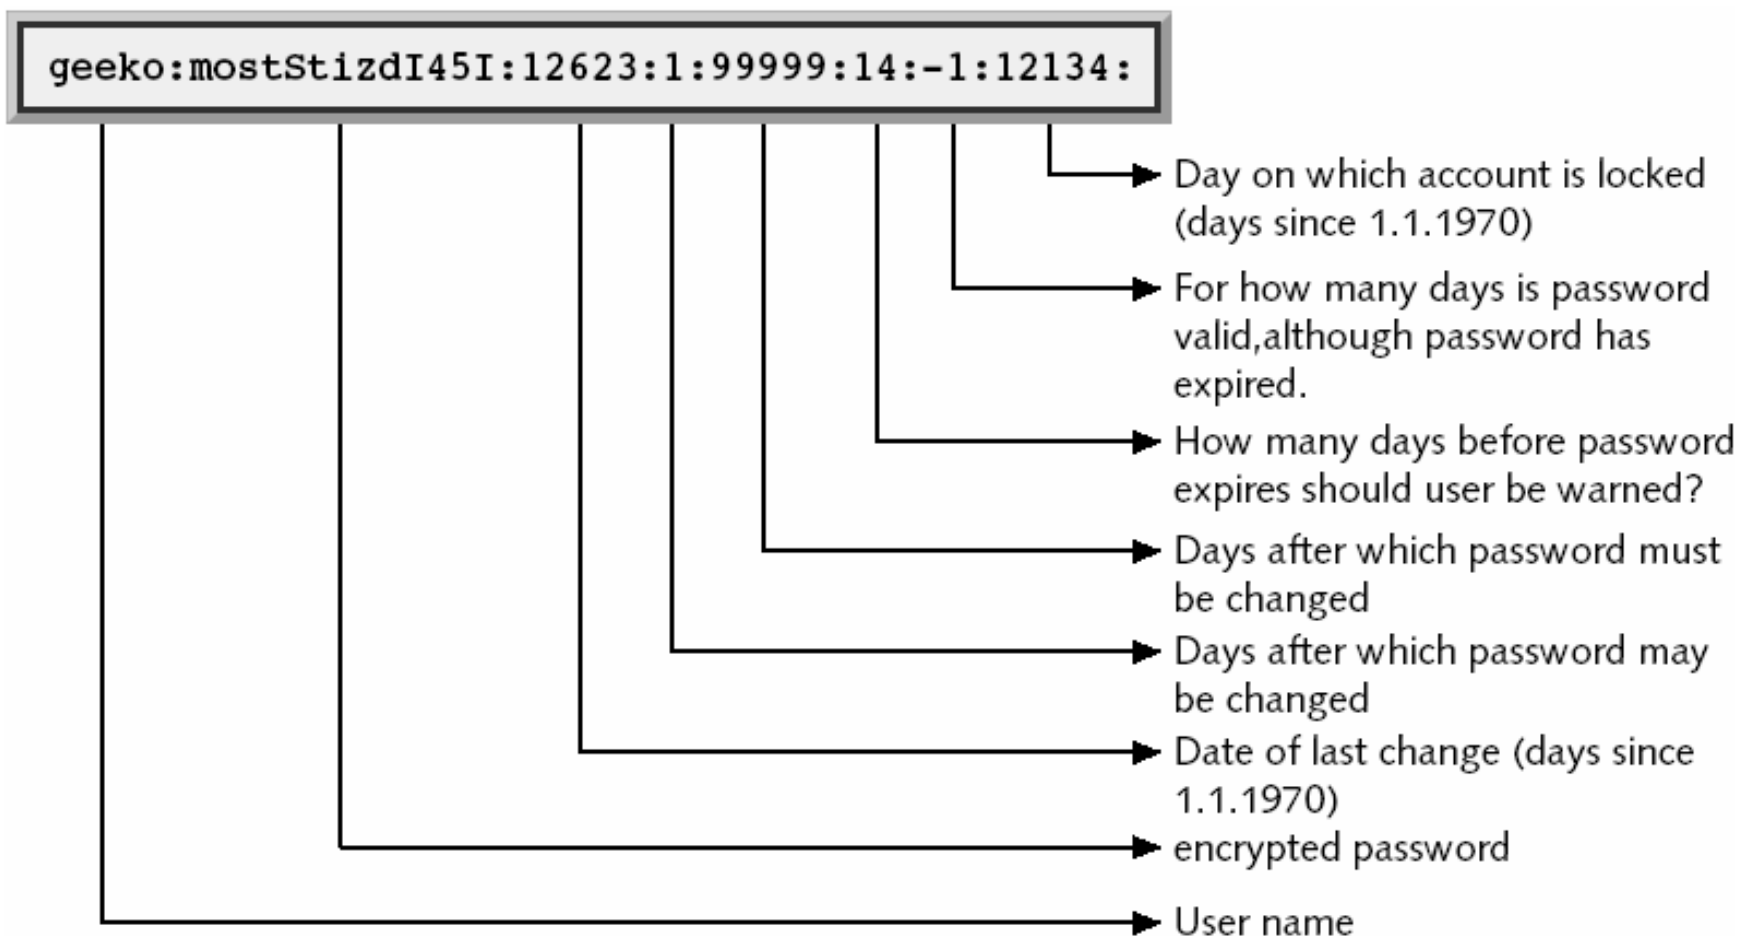 geeko:mostStizdI45I:12623:1:99999:14:-1:12134:
Day on which account is locked
(days since 1.1.1970)
For how many days is password
valid,although password has
expired.
How many days before password
expires should user be warned?
Days after which password must
be changed
Days after which password may
be changed
Date of last change (days since
1.1.1970)
encrypted password
User name